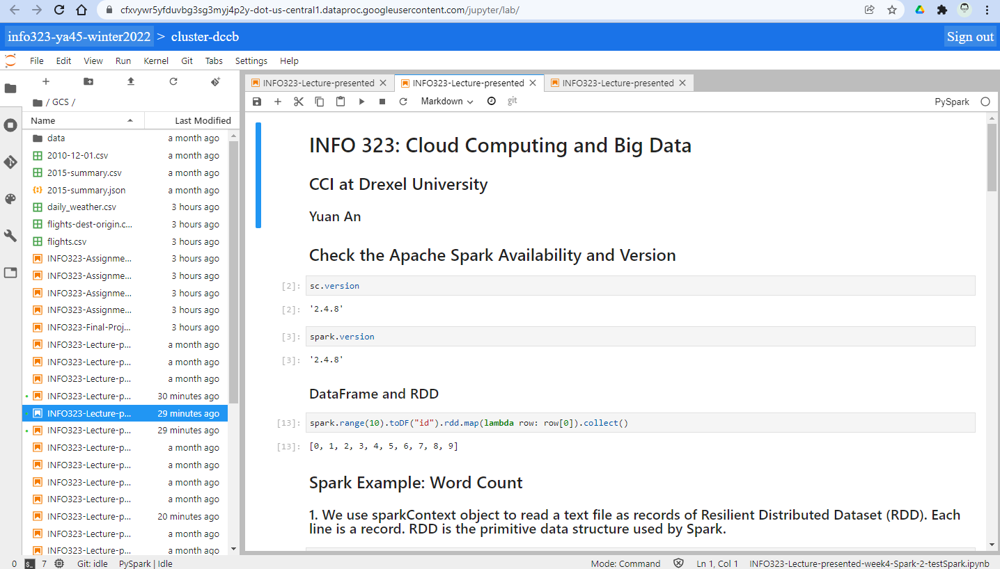 cfxvywr5yfduvbg3sg3myj4p2y-dot-us-central1.dataproc.googleusercontent.com/jupyter/lab/
info323-ya45-winter2022 > cluster-dccb
Sign out
File Edit View Run Kernel Git Tabs Settings Help
/ GCS /
Name Last Modified
data a month ago
2010-12-01.csv a month ago
2015-summary.csv a month ago
2015-summary.json a month ago
daily_weather.csv 3 hours ago
flights-dest-origin.c... 3 hours ago
flights.csv 3 hours ago
INFO323-Assignme... 3 hours ago
INFO323-Assignme... 3 hours ago
INFO323-Assignme... 3 hours ago
INFO323-Assignme... 3 hours ago
INFO323-Final-Proj... 3 hours ago
INFO323-Lecture-p... a month ago
INFO323-Lecture-p... a month ago
INFO323-Lecture-p... a month ago
INFO323-Lecture-p... 30 minutes ago
INFO323-Lecture-p... 29 minutes ago
INFO323-Lecture-p... 29 minutes ago
INFO323-Lecture-p... a month ago
INFO323-Lecture-p... a month ago
INFO323-Lecture-p... a month ago
INFO323-Lecture-p... a month ago
INFO323-Lecture-p... 20 minutes ago
INFO323-Lecture-p... a month ago
INFO323-Lecture-p... a month ago
INFO323-Lecture-presented INFO323-Lecture-presented INFO323-Lecture-presented
Markdown git PySpark
INFO 323: Cloud Computing and Big Data
CCI at Drexel University
Yuan An
Check the Apache Spark Availability and Version
[2]: sc.version
[2]: '2.4.8'
[3]: spark.version
[3]: '2.4.8'
DataFrame and RDD
[13]: spark.range(10).toDF("id").rdd.map(lambda row: row[0]).collect()
[13]: [0, 1, 2, 3, 4, 5, 6, 7, 8, 9]
Spark Example: Word Count
1. We use sparkContext object to read a text file as records of Resilient Distributed Dataset (RDD). Each
line is a record. RDD is the primitive data structure used by Spark.
0 $_ 7 Git: idle PySpark | Idle Mode: Command Ln 1, Col 1 INFO323-Lecture-presented-week4-Spark-2-testSpark.ipynb